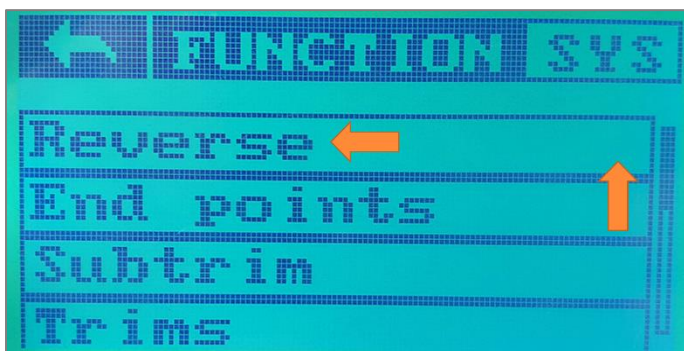 FUNCTION SYS
Reverse
End points
Subtrim
Trims